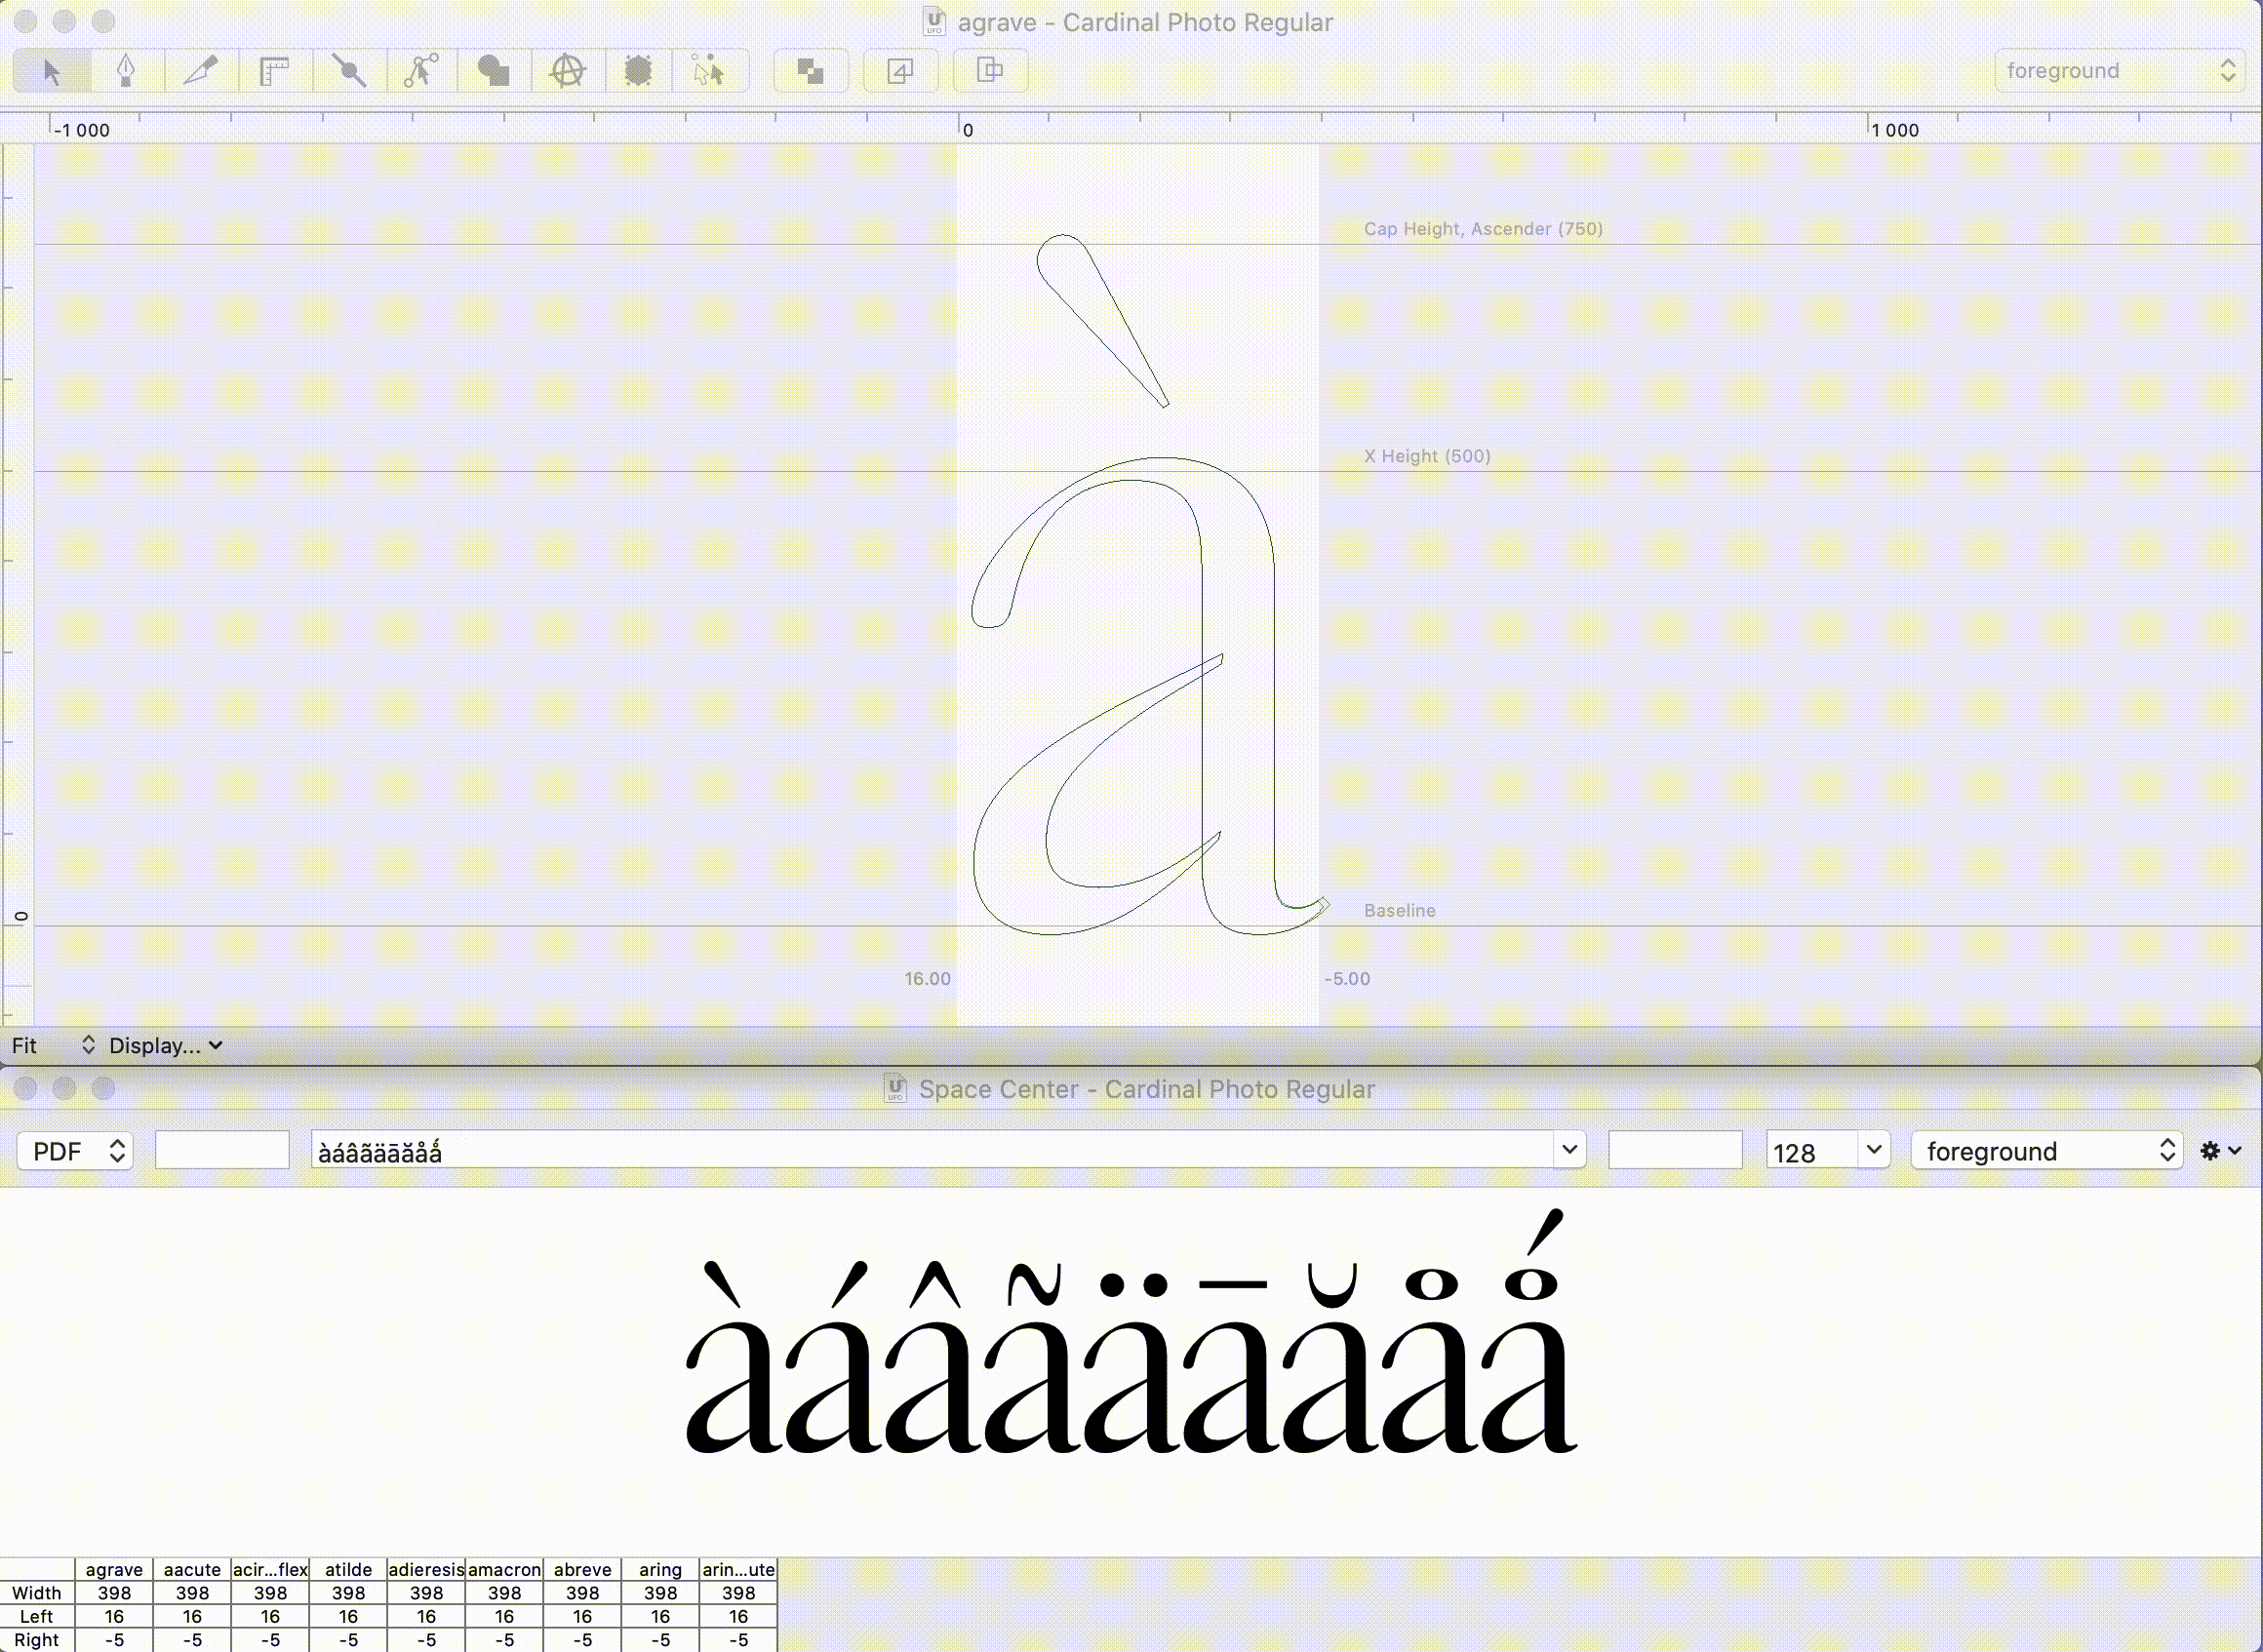 agrave - Cardinal Photo Regular
foreground
-1 000 0 1 000
Cap Height, Ascender (750)
X Height (500)
0
Baseline
16.00 -5.00
Fit Display...
Space Center - Cardinal Photo Regular
PDF àáâãäāăåǻ 128 foreground
àáâãäāăåǻ
agrave aacute acir...flex atilde adieresis amacron abreve aring arin...ute
Width 398 398 398 398 398 398 398 398 398
Left 16 16 16 16 16 16 16 16 16
Right -5 -5 -5 -5 -5 -5 -5 -5 -5